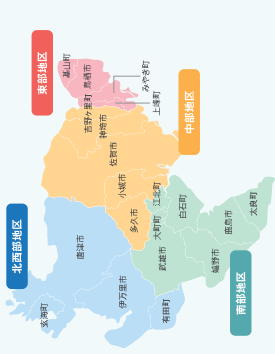 東部地区
基山町
鳥栖市
みやき町
上峰町
吉野ヶ里町
神埼市
中部地区
佐賀市
小城市
多久市
江北町
大町町
白石町
北西部地区
唐津市
玄海町
伊万里市
有田町
武雄市
嬉野市
鹿島市
太良町
南部地区